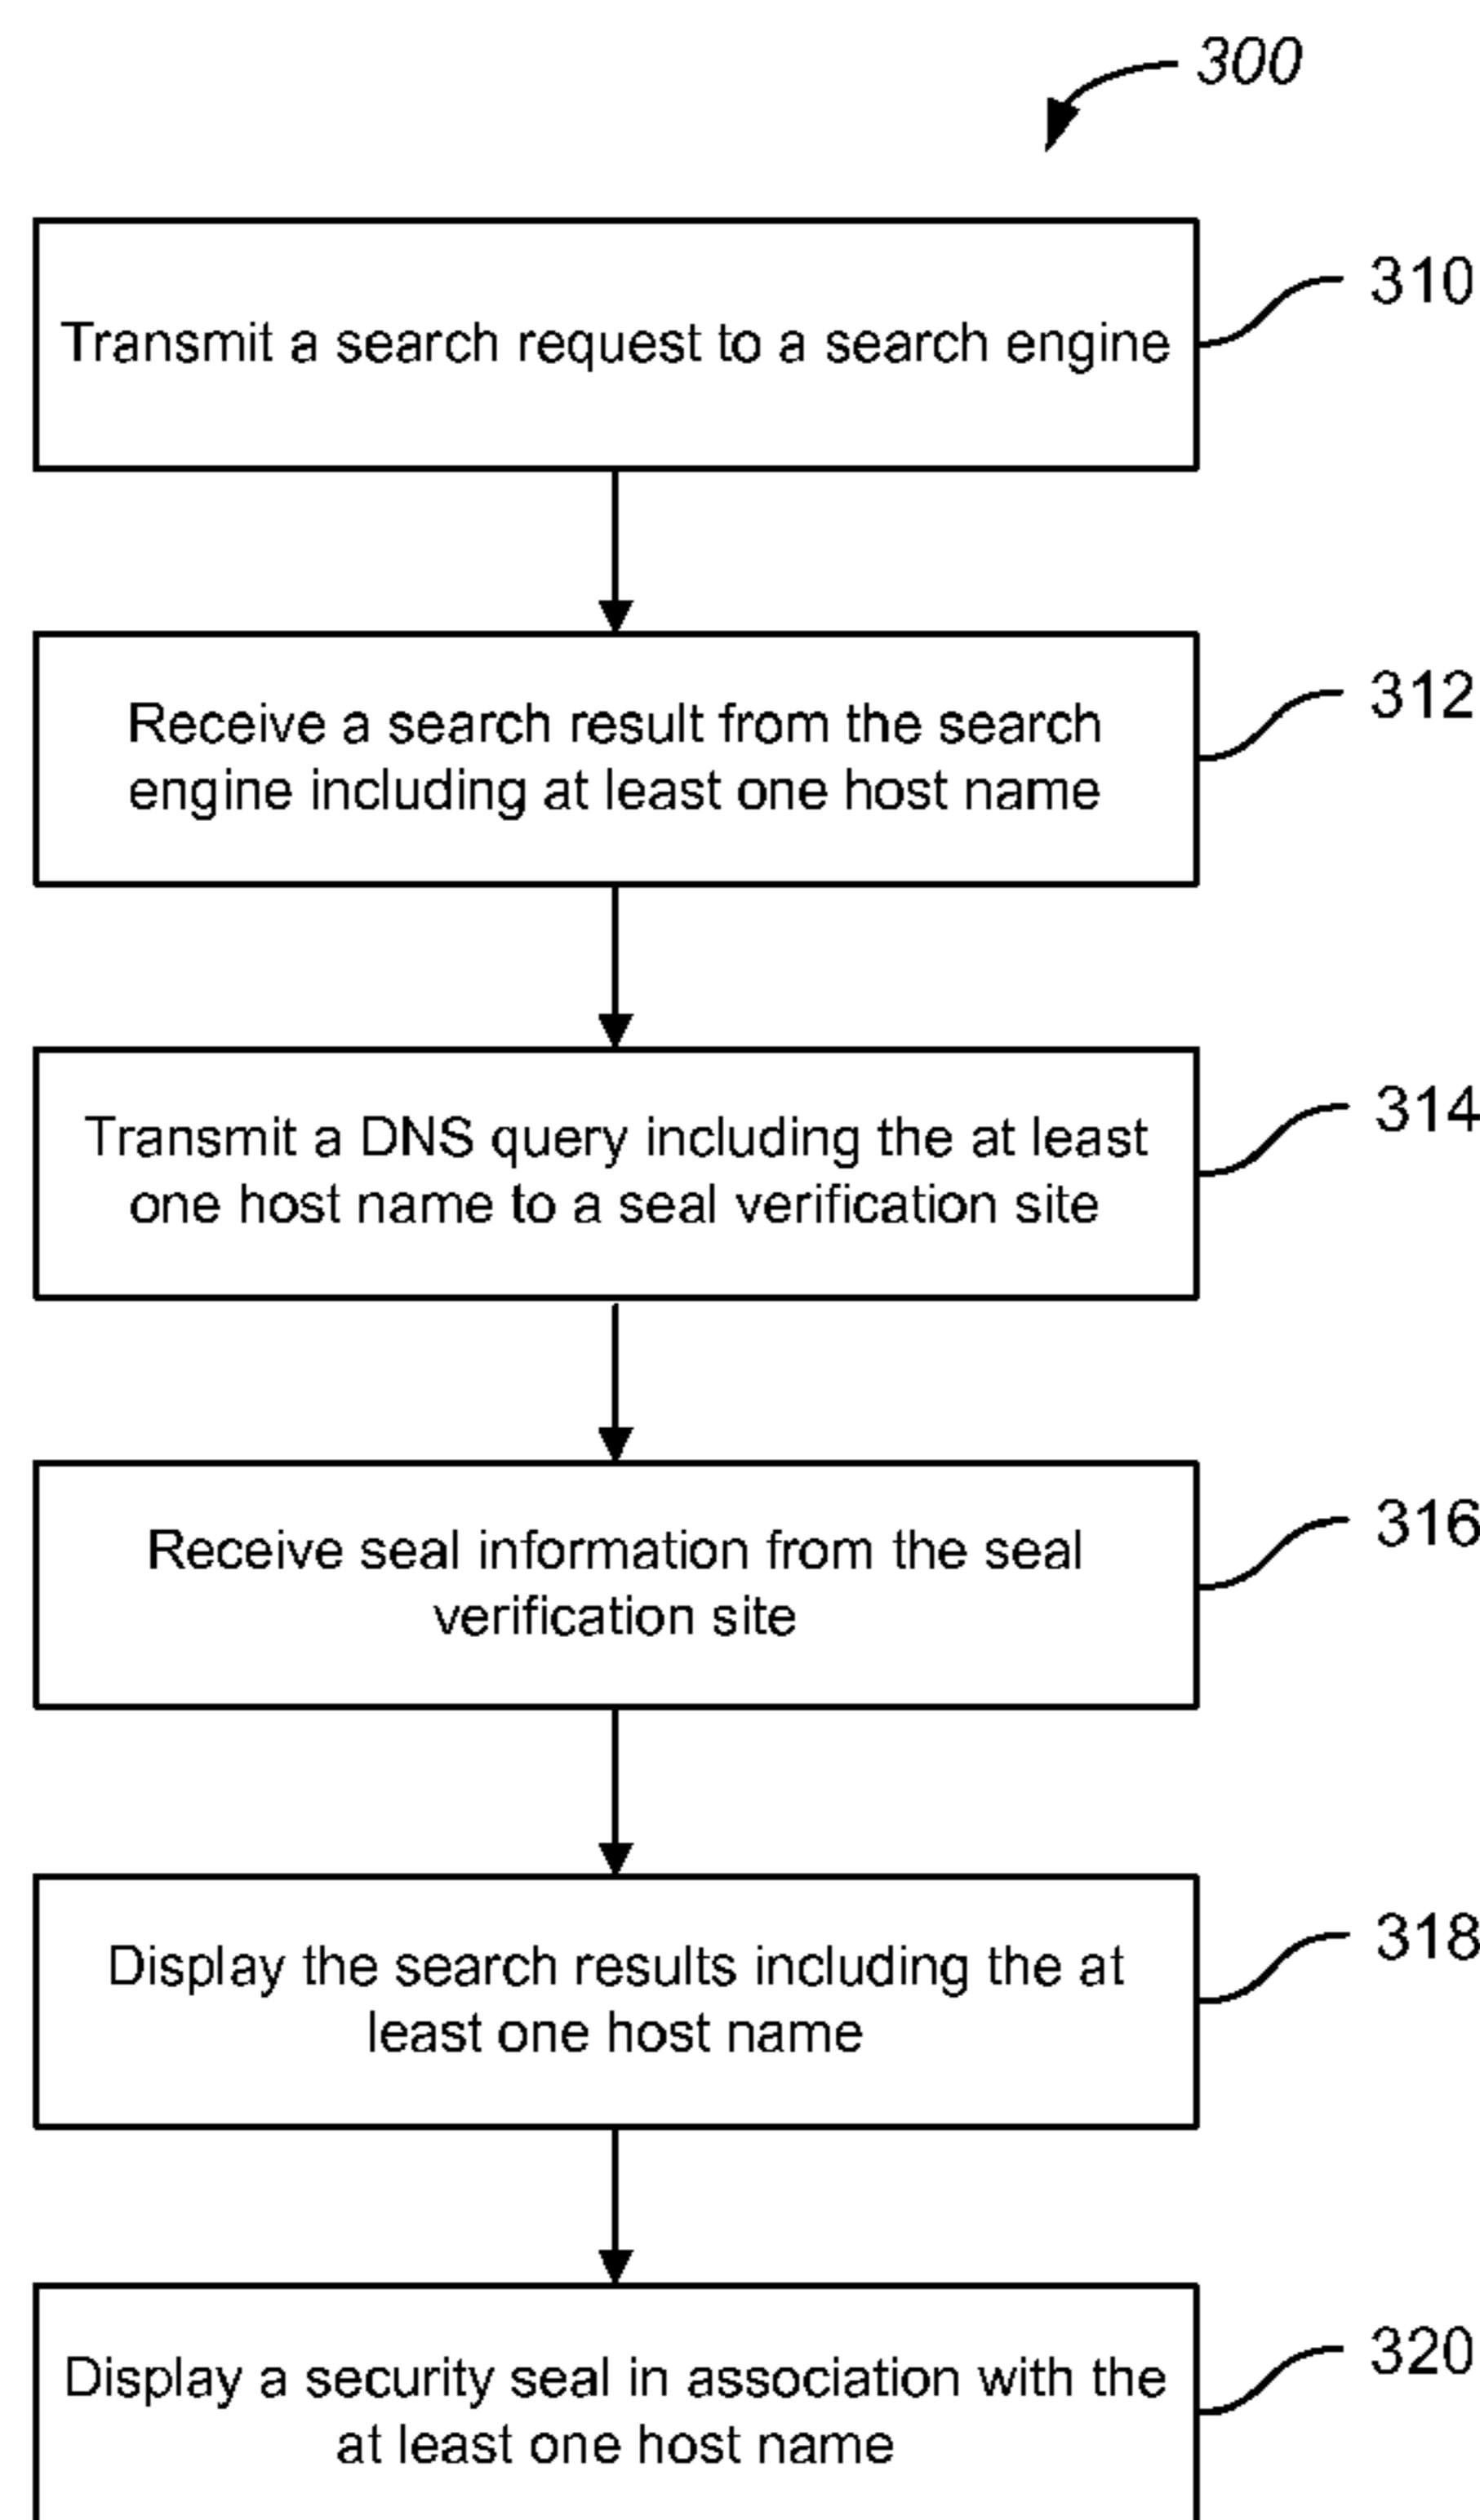 300
Transmit a search request to a search engine
310
Receive a search result from the search
engine including at least one host name
312
Transmit a DNS query including the at least
one host name to a seal verification site
314
Receive seal information from the seal
verification site
316
Display the search results including the at
least one host name
318
Display a security seal in association with the
at least one host name
320